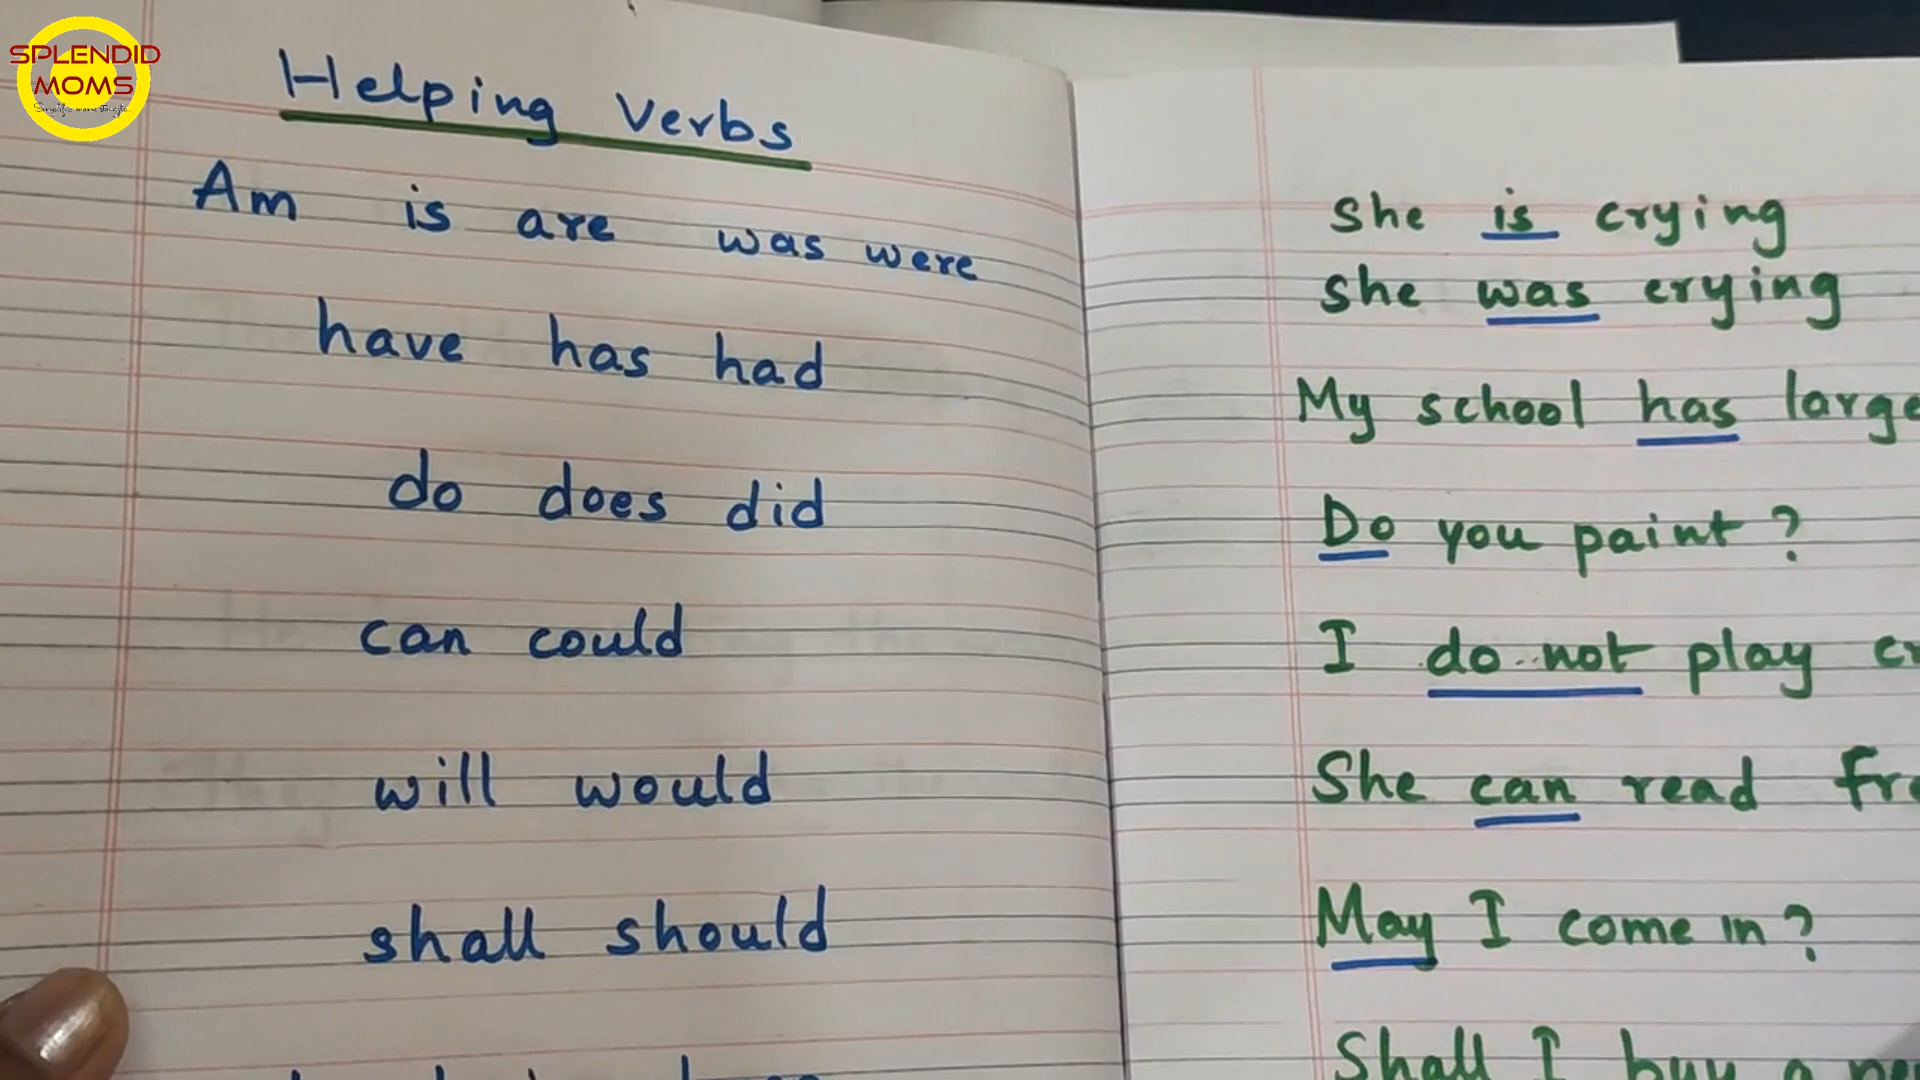 SPLENDID
MOMS
Helping Verbs
Am is are was were
have has had
do does did
can could
will would
shall should
She is crying
She was crying
My school has large
Do you paint?
I do not play
She can read
May I come in?
Shall I buy a